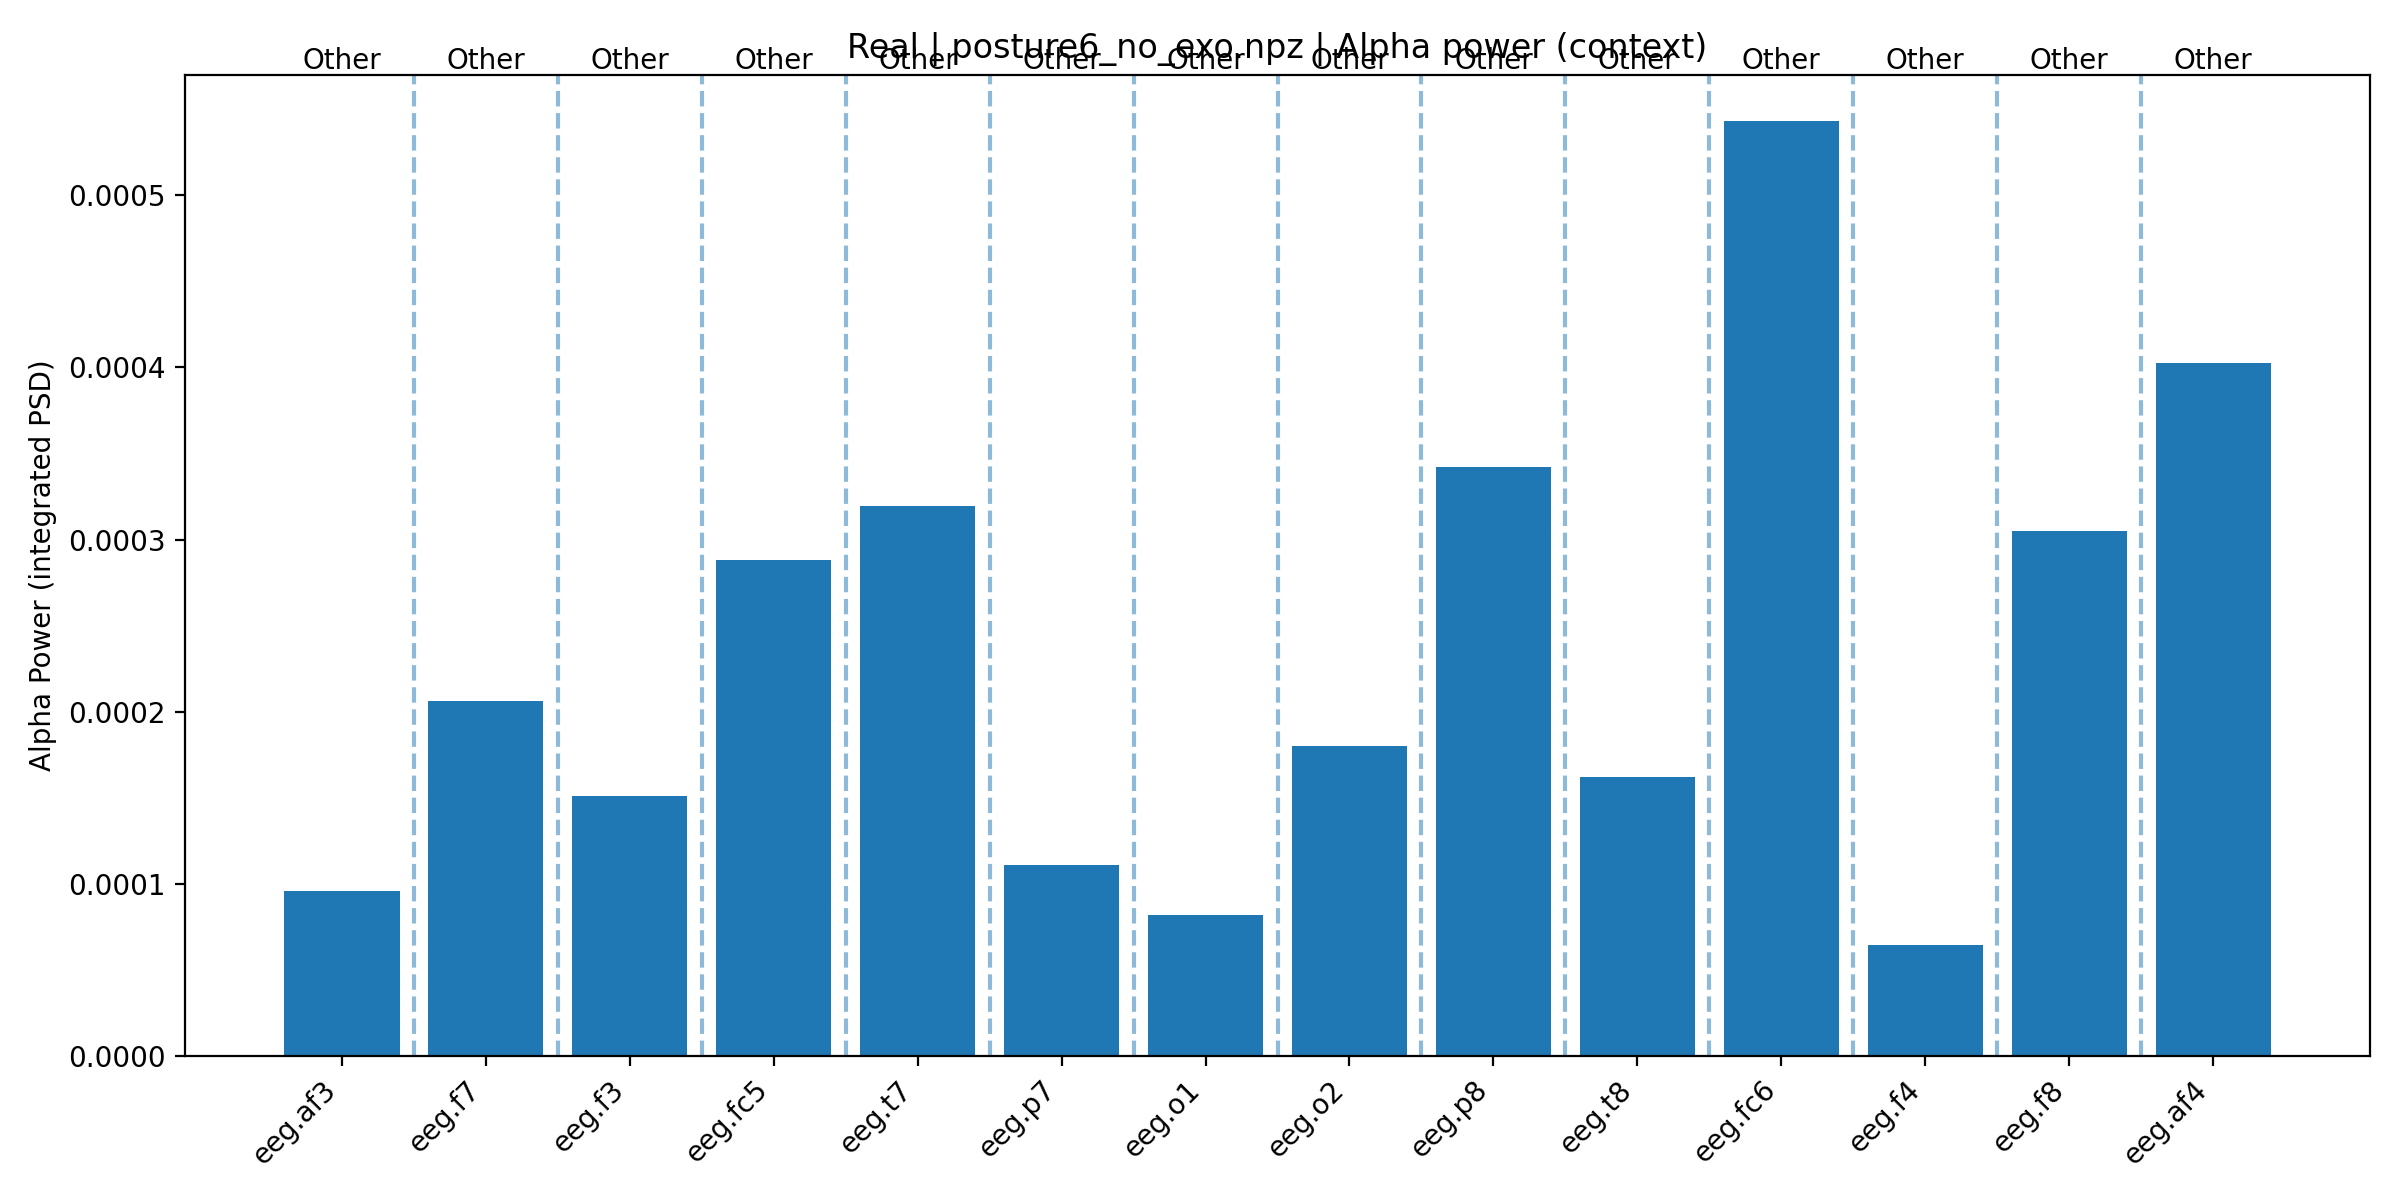 Real | posture6_no_exo.npz | Alpha power (context)
Other Other Other Other Other Other Other Other Other Other Other Other Other Other
Alpha Power (integrated PSD)
0.0005
0.0004
0.0003
0.0002
0.0001
0.0000
eeg.af3 eeg.f7 eeg.f3 eeg.fc5 eeg.t7 eeg.p7 eeg.o1 eeg.o2 eeg.p8 eeg.t8 eeg.fc6 eeg.f4 eeg.f8 eeg.af4